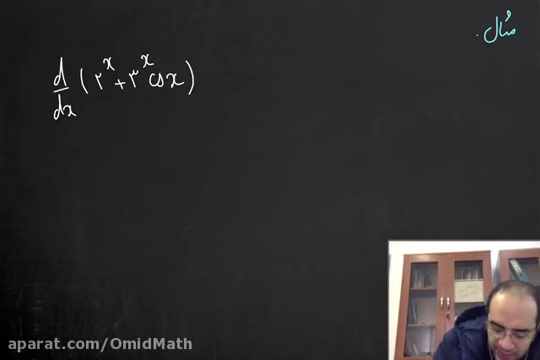 مثال.
d/dx (۲^x + ۳^x cos x)
aparat.com/OmidMath